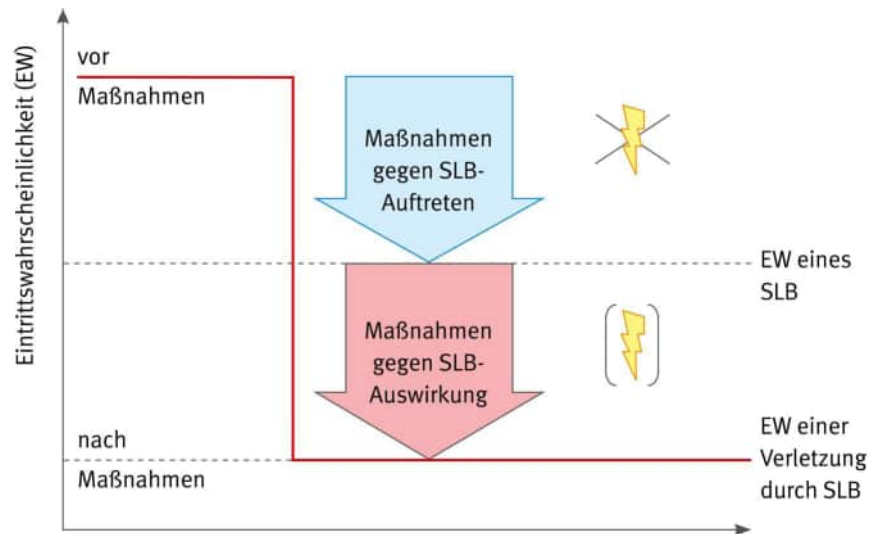 Eintrittswahrscheinlichkeit (EW)
vor
Maßnahmen
Maßnahmen
gegen SLB-
Auftreten
EW eines
SLB
Maßnahmen
gegen SLB-
Auswirkung
nach
Maßnahmen
EW einer
Verletzung
durch SLB